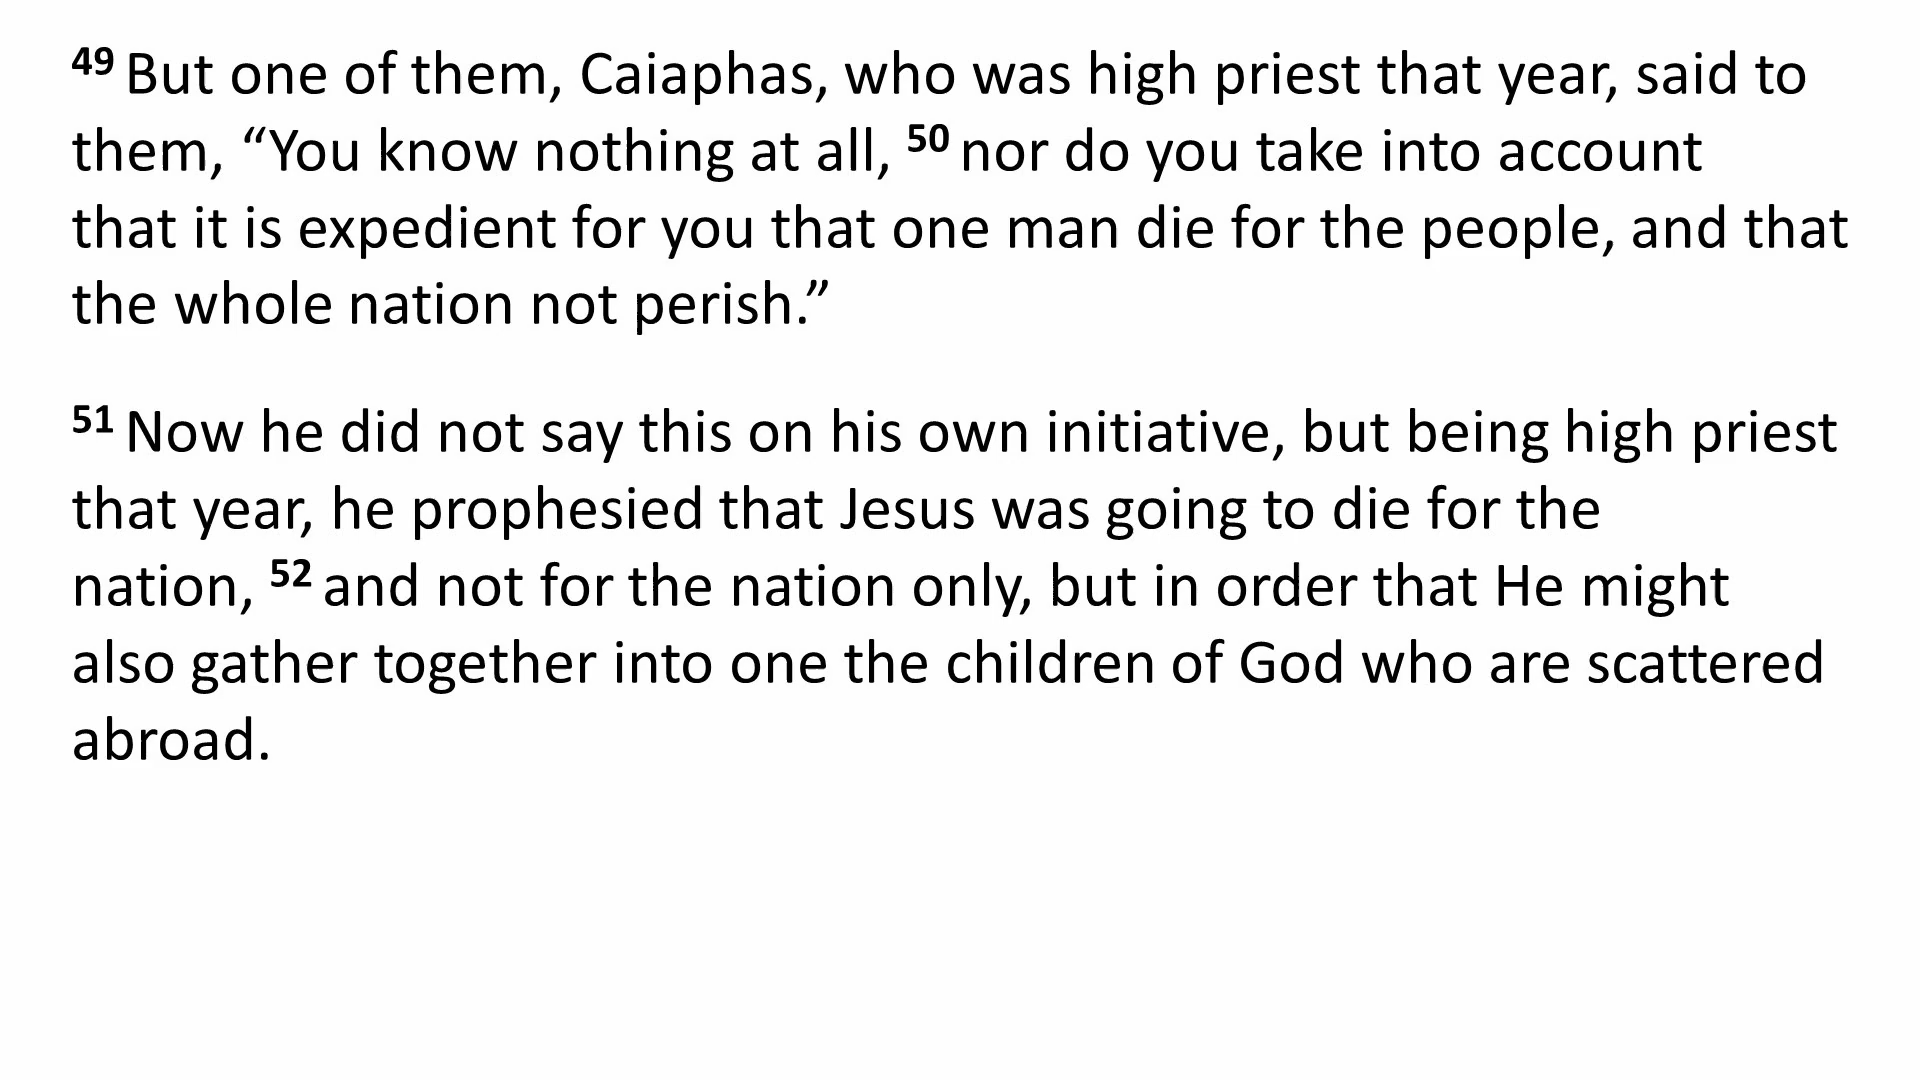 49 But one of them, Caiaphas, who was high priest that year, said to
them, “You know nothing at all, 50 nor do you take into account
that it is expedient for you that one man die for the people, and that
the whole nation not perish.”
51 Now he did not say this on his own initiative, but being high priest
that year, he prophesied that Jesus was going to die for the
nation, 52 and not for the nation only, but in order that He might
also gather together into one the children of God who are scattered
abroad.